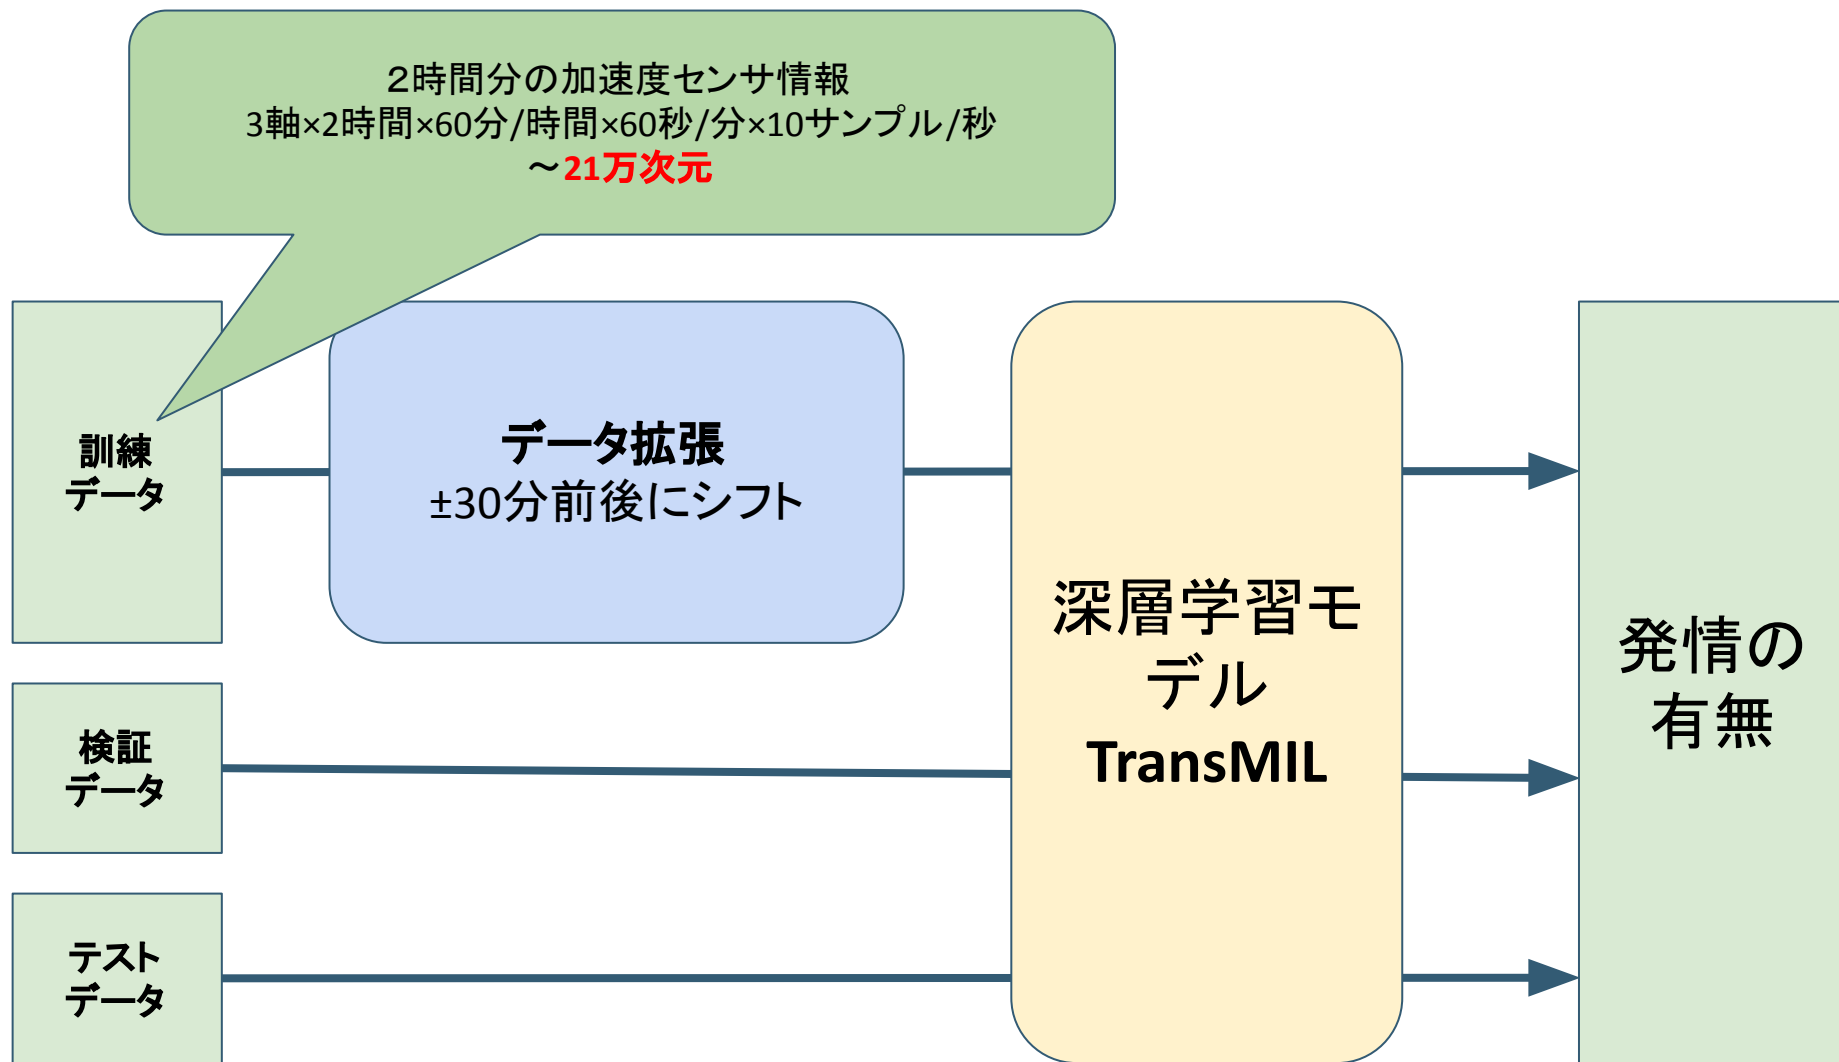 ２時間分の加速度センサ情報
3軸×2時間×60分/時間×60秒/分×10サンプル/秒
～21万次元
訓練
データ
データ拡張
±30分前後にシフト
深層学習モ
デル
TransMIL
発情の
有無
検証
データ
テスト
データ